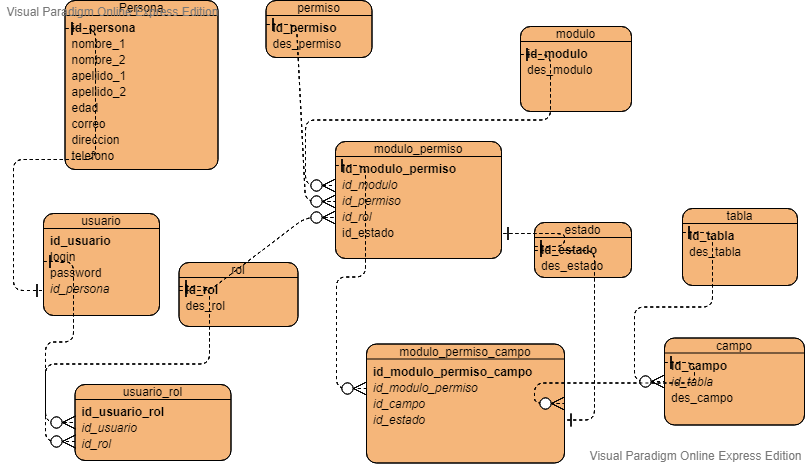 Visual Paradigm Online Express Edition
Persona
id_persona
nombre_1
nombre_2
apellido_1
apellido_2
edad
correo
direccion
telefono
permiso
id_permiso
des_permiso
modulo
id_modulo
des_modulo
modulo_permiso
id_modulo_permiso
id_modulo
id_permiso
id_rol
id_estado
usuario
id_usuario
login
password
id_persona
rol
id_rol
des_rol
estado
id_estado
des_estado
tabla
id_tabla
des_tabla
modulo_permiso_campo
id_modulo_permiso_campo
id_modulo_permiso
id_campo
id_estado
campo
id_campo
id_tabla
des_campo
usuario_rol
id_usuario_rol
id_usuario
id_rol
Visual Paradigm Online Express Edition